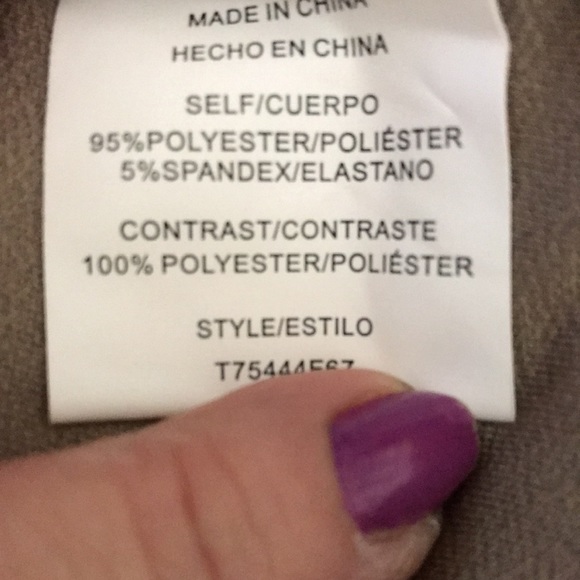 MADE IN CHINA
HECHO EN CHINA
SELF/CUERPO
95%POLYESTER/POLIÉSTER
5%SPANDEX/ELASTANO
CONTRAST/CONTRASTE
100% POLYESTER/POLIÉSTER
STYLE/ESTILO